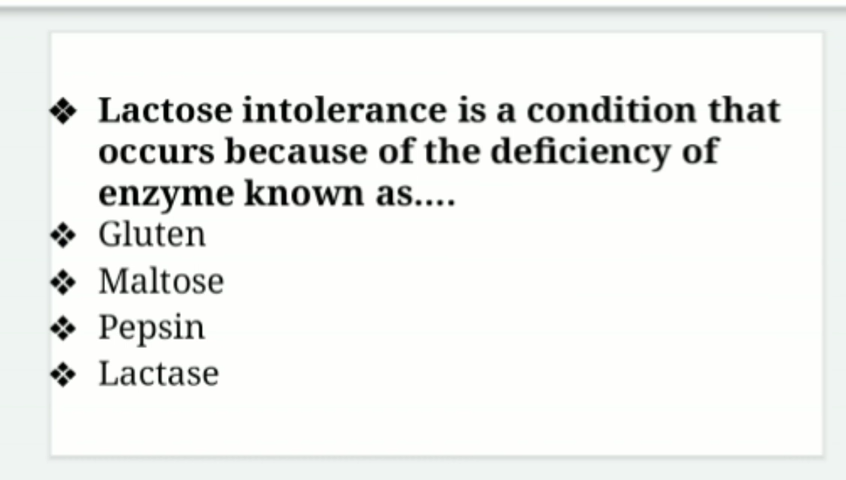 ❖ Lactose intolerance is a condition that
occurs because of the deficiency of
enzyme known as....
❖ Gluten
❖ Maltose
❖ Pepsin
❖ Lactase